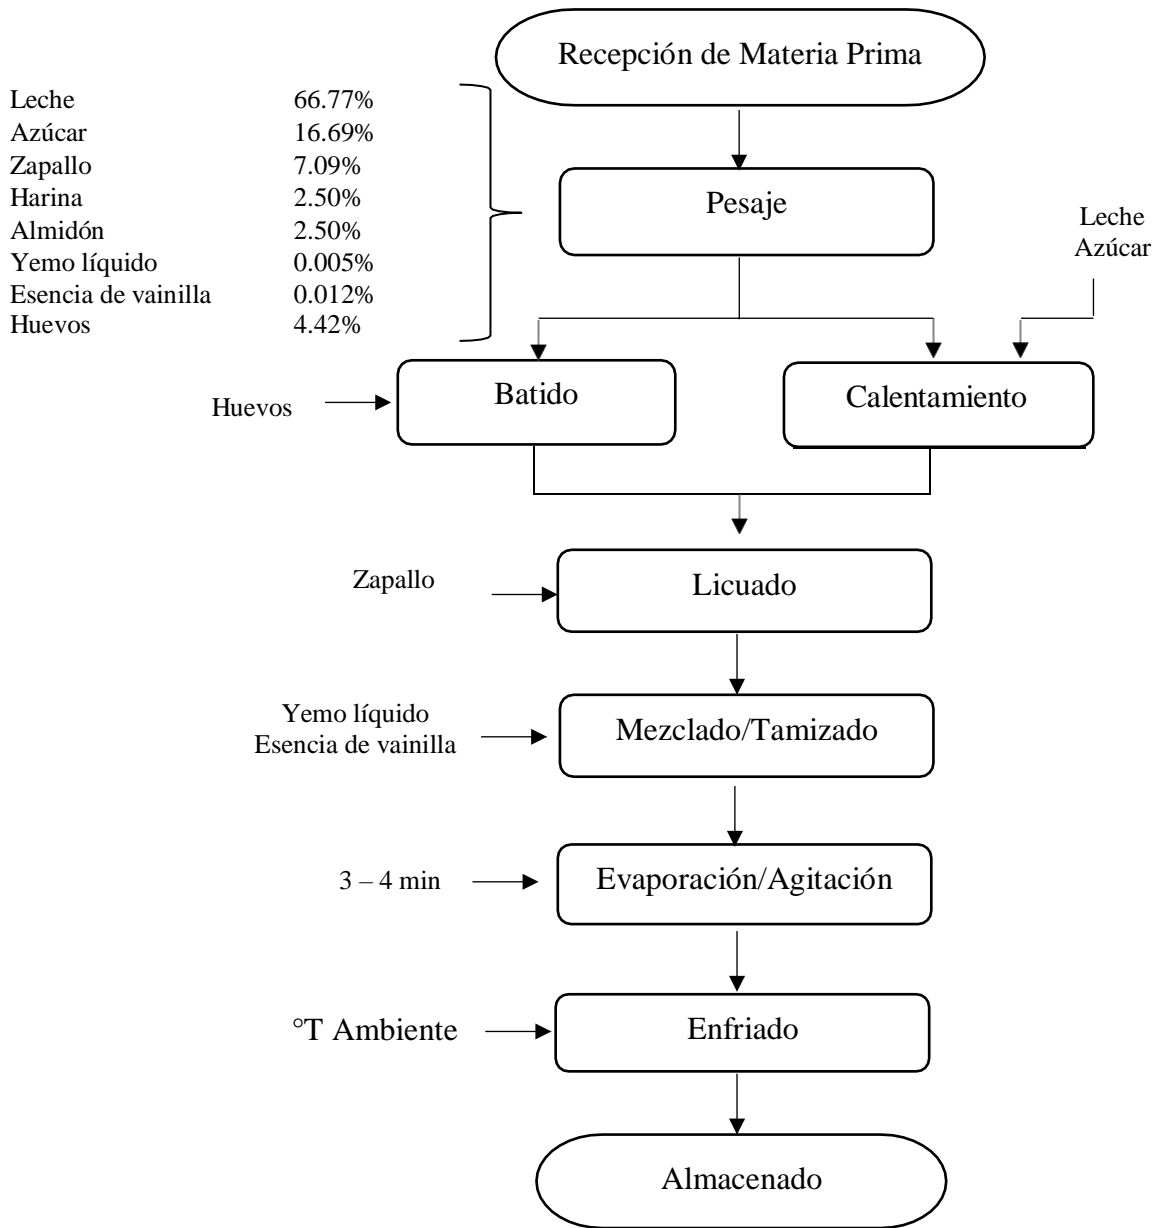 Recepción de Materia Prima
Leche 66.77%
Azúcar 16.69%
Zapallo 7.09%
Harina 2.50%
Almidón 2.50%
Yemo líquido 0.005%
Esencia de vainilla 0.012%
Huevos 4.42%
Pesaje
Leche
Azúcar
Batido
Calentamiento
Huevos
Zapallo
Licuado
Yemo líquido
Esencia de vainilla
Mezclado/Tamizado
3 – 4 min
Evaporación/Agitación
°T Ambiente
Enfriado
Almacenado